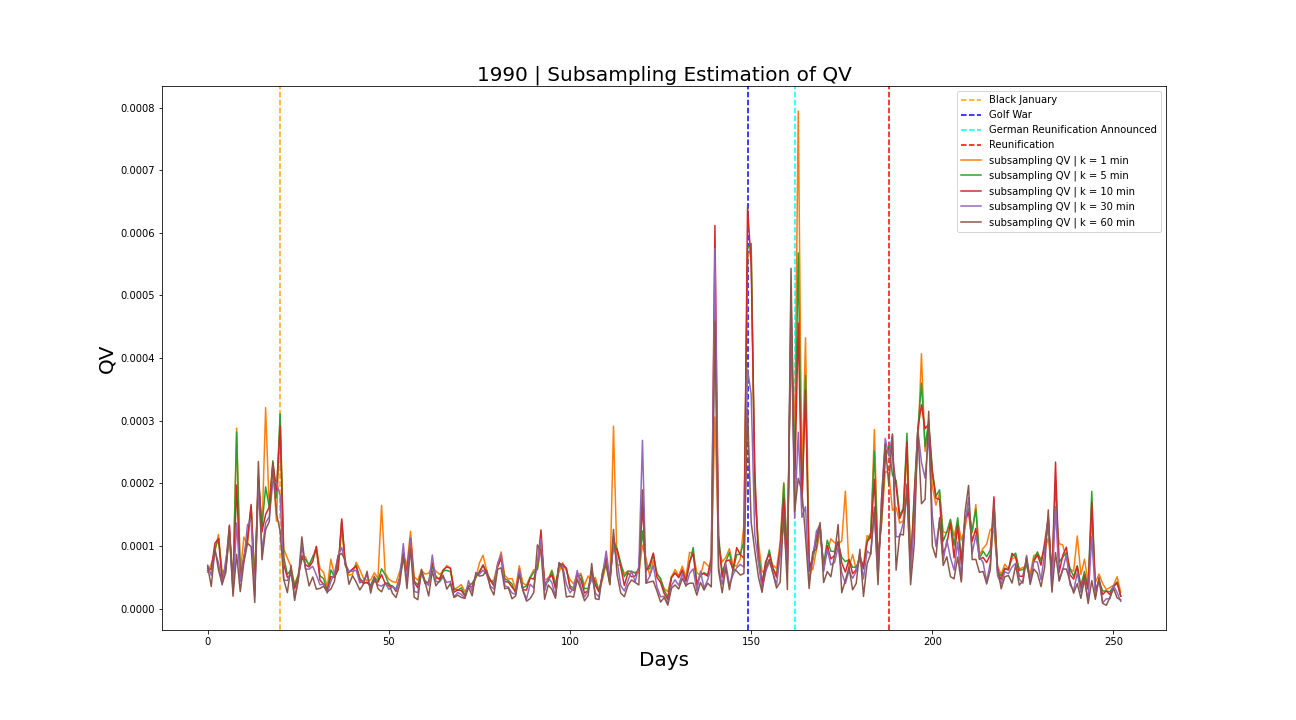 1990 | Subsampling Estimation of QV
Black January
Golf War
German Reunification Announced
Reunification
subsampling QV | k = 1 min
subsampling QV | k = 5 min
subsampling QV | k = 10 min
subsampling QV | k = 30 min
subsampling QV | k = 60 min
QV
0.0008
0.0007
0.0006
0.0005
0.0004
0.0003
0.0002
0.0001
0.0000
0 50 100 150 200 250
Days